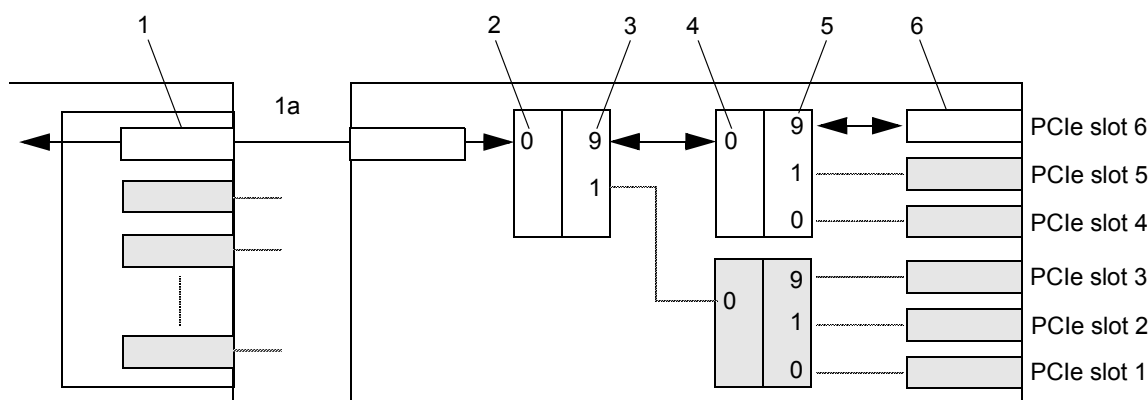 1 2 3 4 5 6
1a
0 9 0 9 PCIe slot 6
1 1 PCIe slot 5
0 PCIe slot 4
0 9 PCIe slot 3
1 PCIe slot 2
0 PCIe slot 1